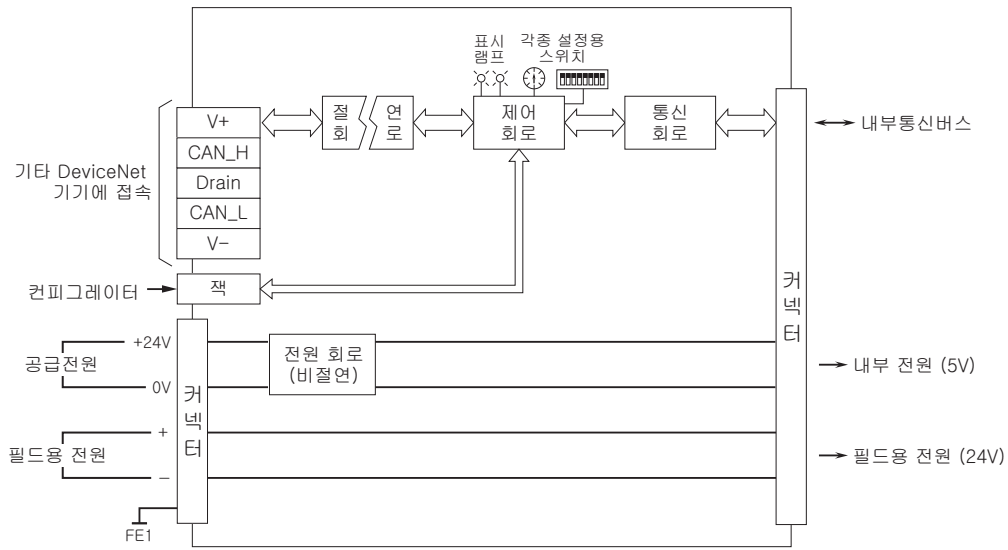 표시
램프
각종 설정용
스위치
V+
CAN_H
Drain
CAN_L
V−
기타 DeviceNet
기기에 접속
절 연
회 로
제어
회로
통신
회로
내부통신버스
컨피그레이터
잭
커넥터
+24V
공급전원
0V
전원 회로
(비절연)
내부 전원 (5V)
커넥터
+
필드용 전원
−
필드용 전원 (24V)
FE1